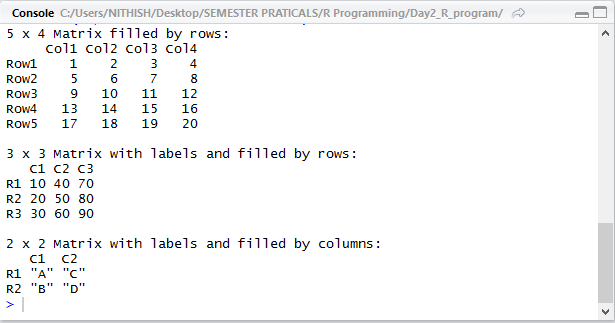 Console C:/Users/NITHISH/Desktop/SEMESTER PRATICALS/R Programming/Day2_R_program/
5 x 4 Matrix filled by rows:
     Col1 Col2 Col3 Col4
Row1    1    2    3    4
Row2    5    6    7    8
Row3    9   10   11   12
Row4   13   14   15   16
Row5   17   18   19   20
3 x 3 Matrix with labels and filled by rows:
   C1 C2 C3
R1 10 40 70
R2 20 50 80
R3 30 60 90
2 x 2 Matrix with labels and filled by columns:
   C1  C2
R1 "A" "C"
R2 "B" "D"
>